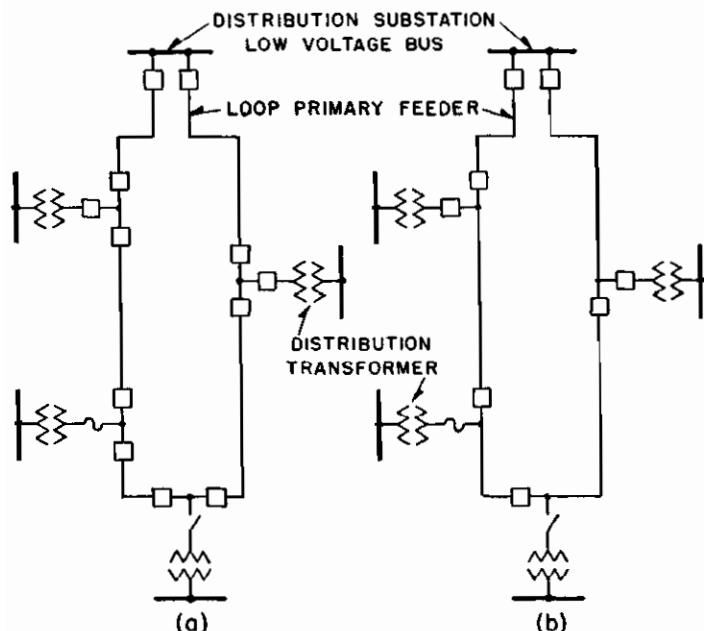 DISTRIBUTION SUBSTATION
LOW VOLTAGE BUS
LOOP PRIMARY FEEDER
DISTRIBUTION
TRANSFORMER
(a)
(b)